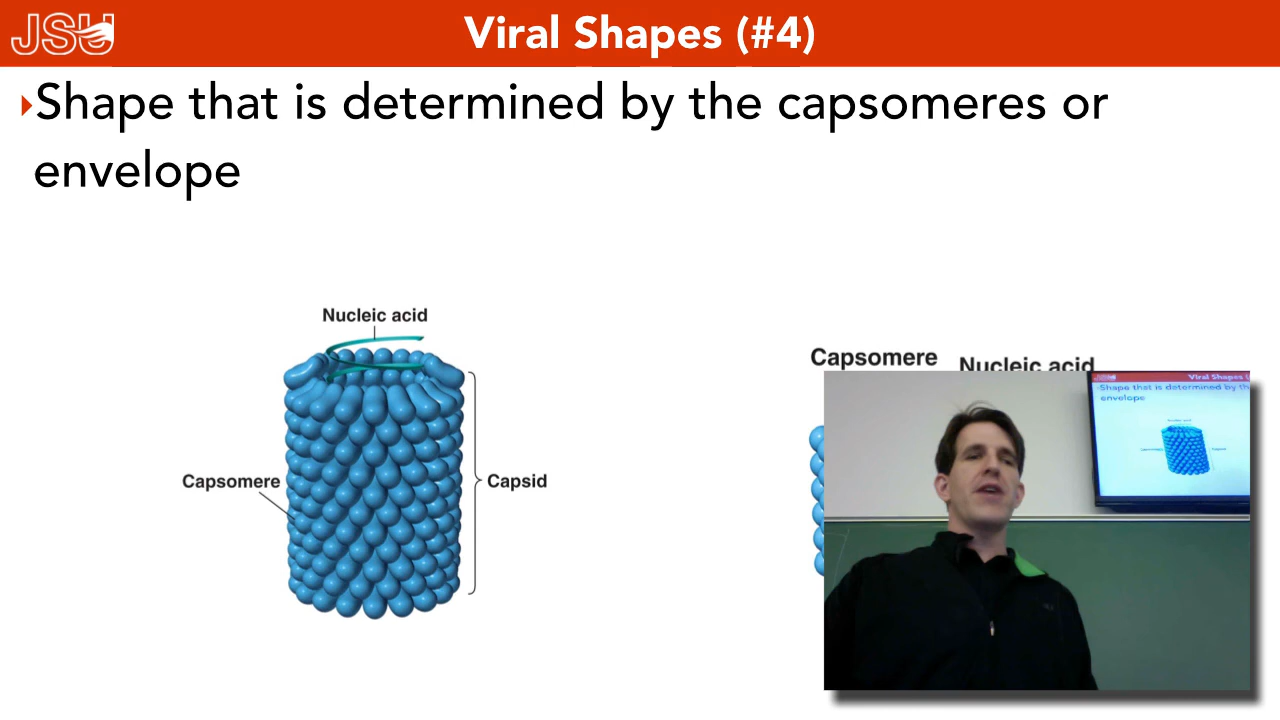 JSU
Viral Shapes (#4)
Shape that is determined by the capsomeres or
envelope
Nucleic acid
Capsomere
Capsid
Capsomere
Nucleic acid
Viral Shapes
Shape that is determined by th
envelope